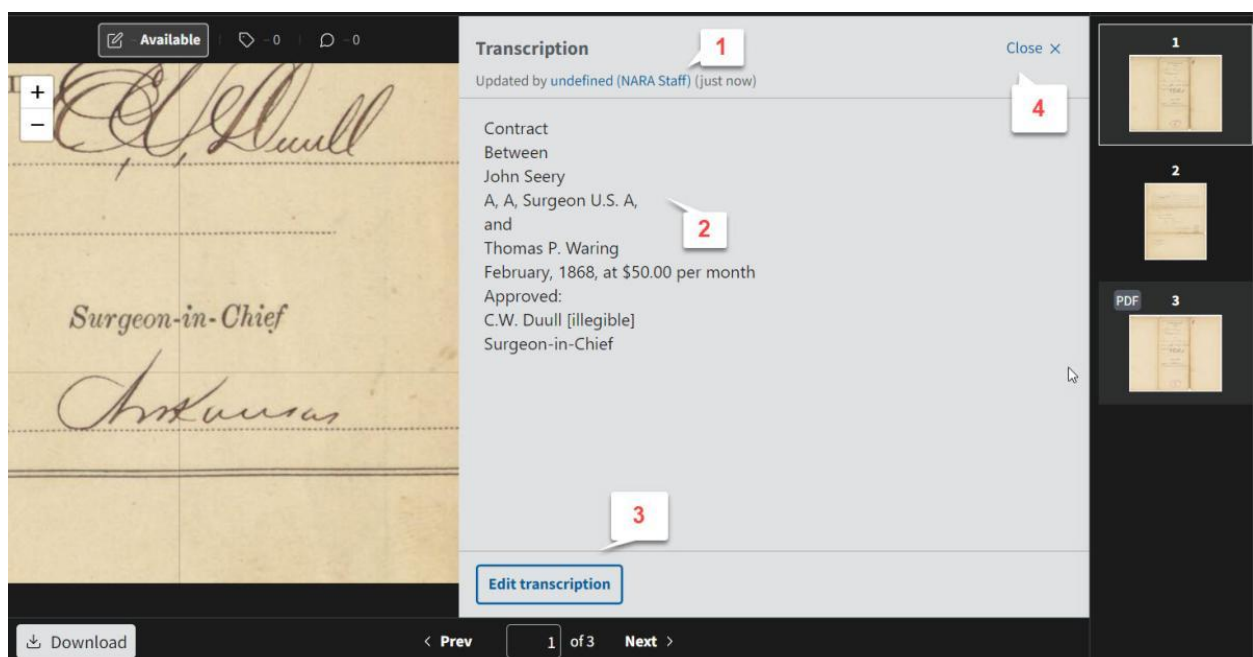 - Available
- 0
- 0
+
−
Surgeon-in-Chief
Arkansas
Transcription
1
Close ×
Updated by undefined (NARA Staff) (just now)
4
Contract
Between
John Seery
A, A, Surgeon U.S. A,
and
2
Thomas P. Waring
February, 1868, at $50.00 per month
Approved:
C.W. Duull [illegible]
Surgeon-in-Chief
3
Edit transcription
1
2
PDF 3
Download
< Prev 1 of 3 Next >